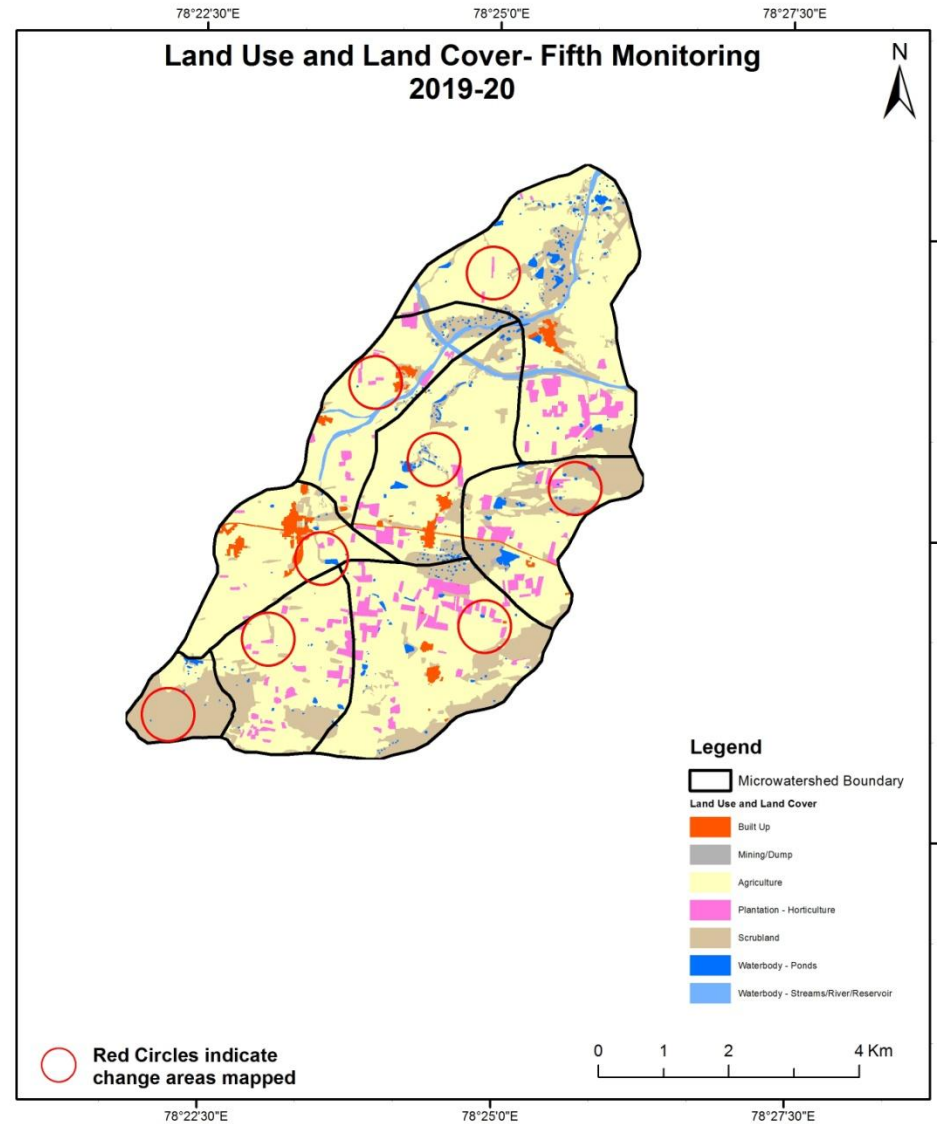 78°22'30"E 78°25'0"E 78°27'30"E
Land Use and Land Cover- Fifth Monitoring
2019-20
N
Legend
Microwatershed Boundary
Land Use and Land Cover
Built Up
Mining/Dump
Agriculture
Plantation - Horticulture
Scrubland
Waterbody - Ponds
Waterbody - Streams/River/Reservoir
Red Circles indicate
change areas mapped
0 1 2 4 Km
78°22'30"E 78°25'0"E 78°27'30"E